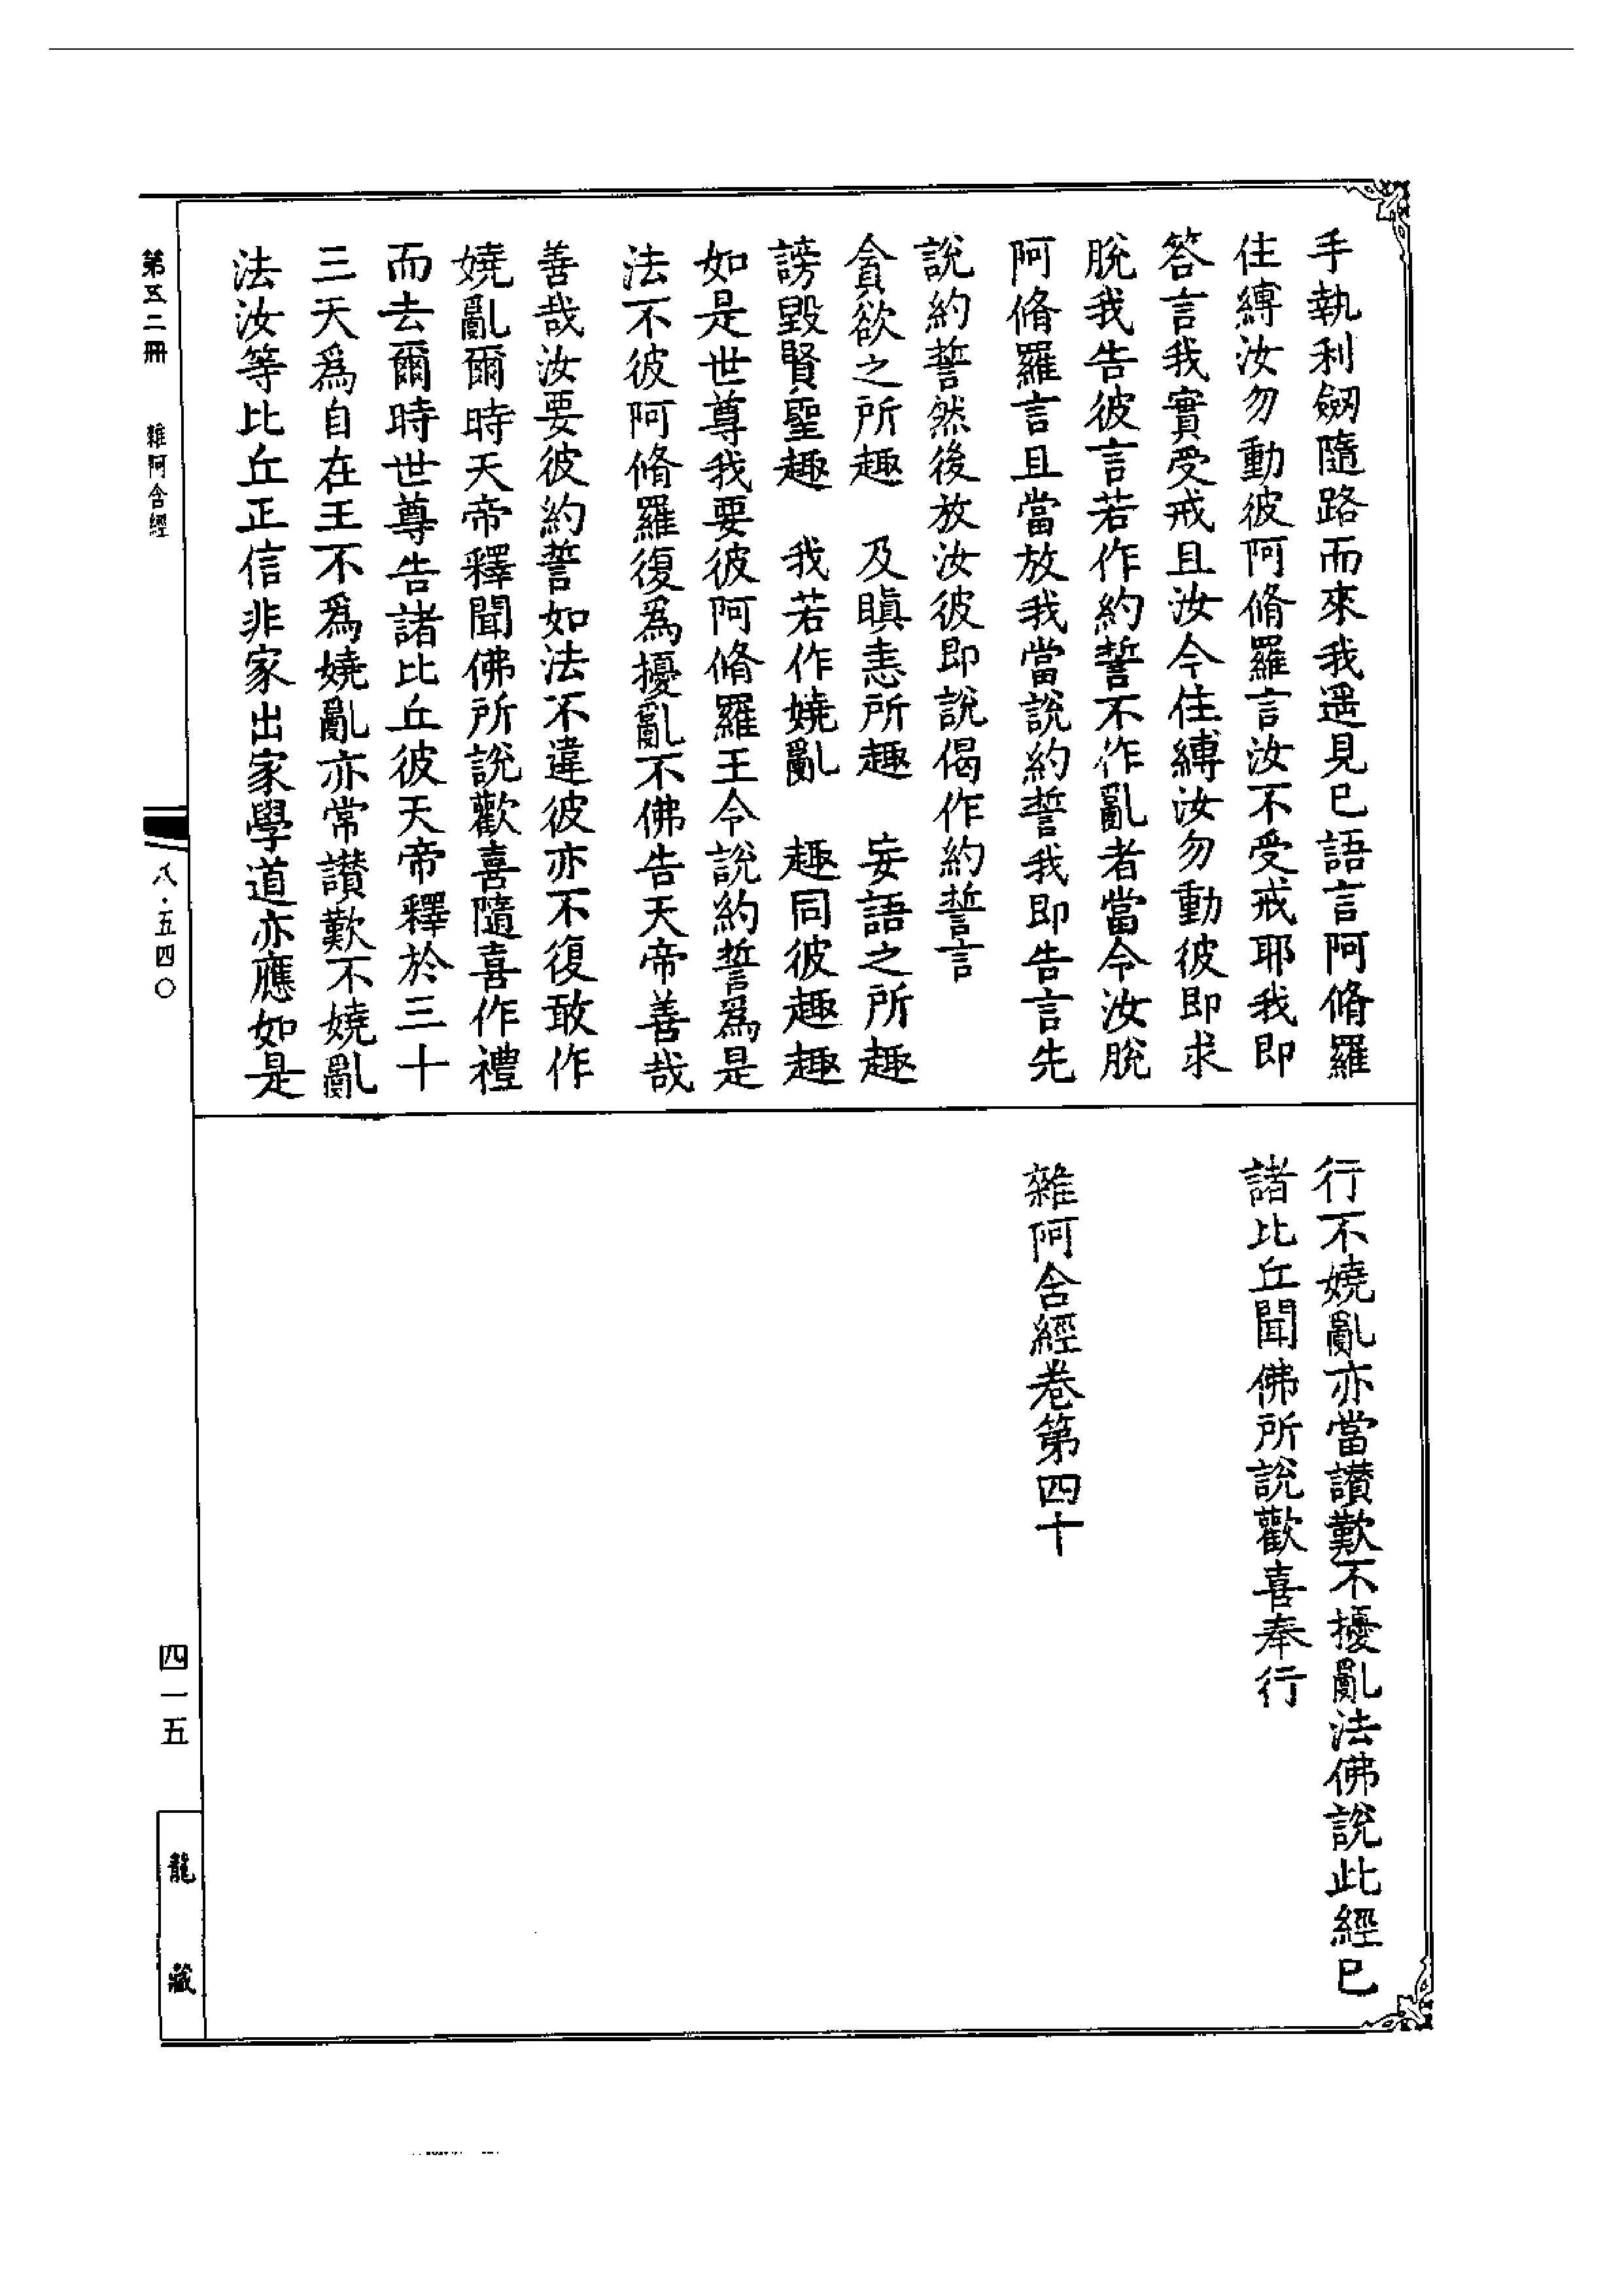 手執利劒隨路而來我遥見已語言阿脩羅
住縛汝勿動彼阿脩羅言汝不受戒耶我即
答言我實受戒且汝今住縛汝勿動彼即求
脫我告彼言若作約誓不作亂者當令汝脫
阿脩羅言且當放我當說約誓我即告言先
說約誓然後放汝彼即說偈作約誓言
貪欲之所趣　及瞋恚所趣　妄語之所趣
謗毀賢聖趣　我若作嬈亂　趣同彼趣趣
如是世尊我要彼阿脩羅王令說約誓爲是
法不彼阿脩羅復爲擾亂不佛告天帝善哉
善哉汝要彼約誓如法不違彼亦不復敢作
嬈亂爾時天帝釋聞佛所說歡喜隨喜作禮
而去爾時世尊告諸比丘彼天帝釋於三十
三天爲自在王不爲嬈亂亦常讃歎不嬈亂
法汝等比丘正信非家出家學道亦應如是
行不嬈亂亦當讃歎不擾亂法佛說此經已
諸比丘聞佛所說歡喜奉行
雜阿含經卷第四十
第五二冊　雜阿含經　八·五四〇　四一五　龍藏